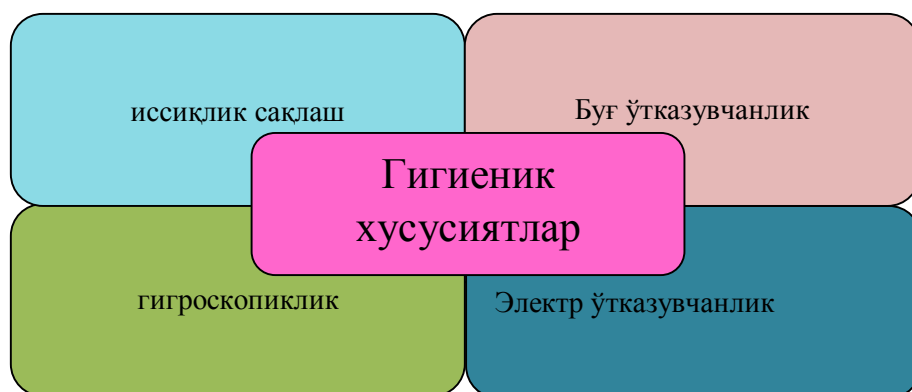 иссиқлик сақлаш
Буғ ўтказувчанлик
Гигиеник
хусусиятлар
гигроскопиклик
Электр ўтказувчанлик